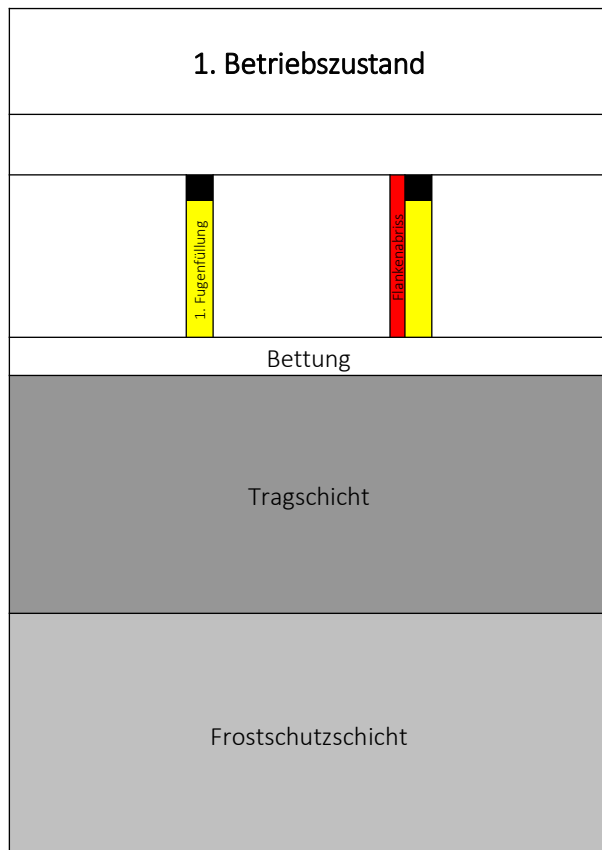 1. Betriebszustand
1. Fugenfüllung
Flankenabriss
Bettung
Tragschicht
Frostschutzschicht